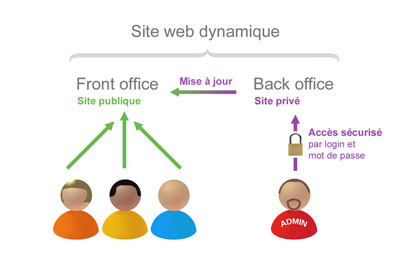 Site web dynamique
Front office
Mise à jour
Back office
Site publique
Site privé
Accès sécurisé
par login et
mot de passe
ADMIN